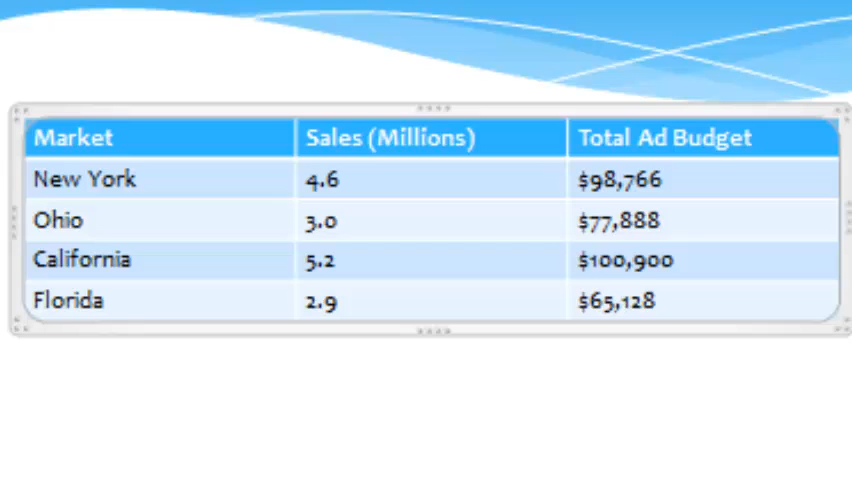 Market Sales (Millions) Total Ad Budget
New York 4.6 $98,766
Ohio 3.0 $77,888
California 5.2 $100,900
Florida 2.9 $65,128